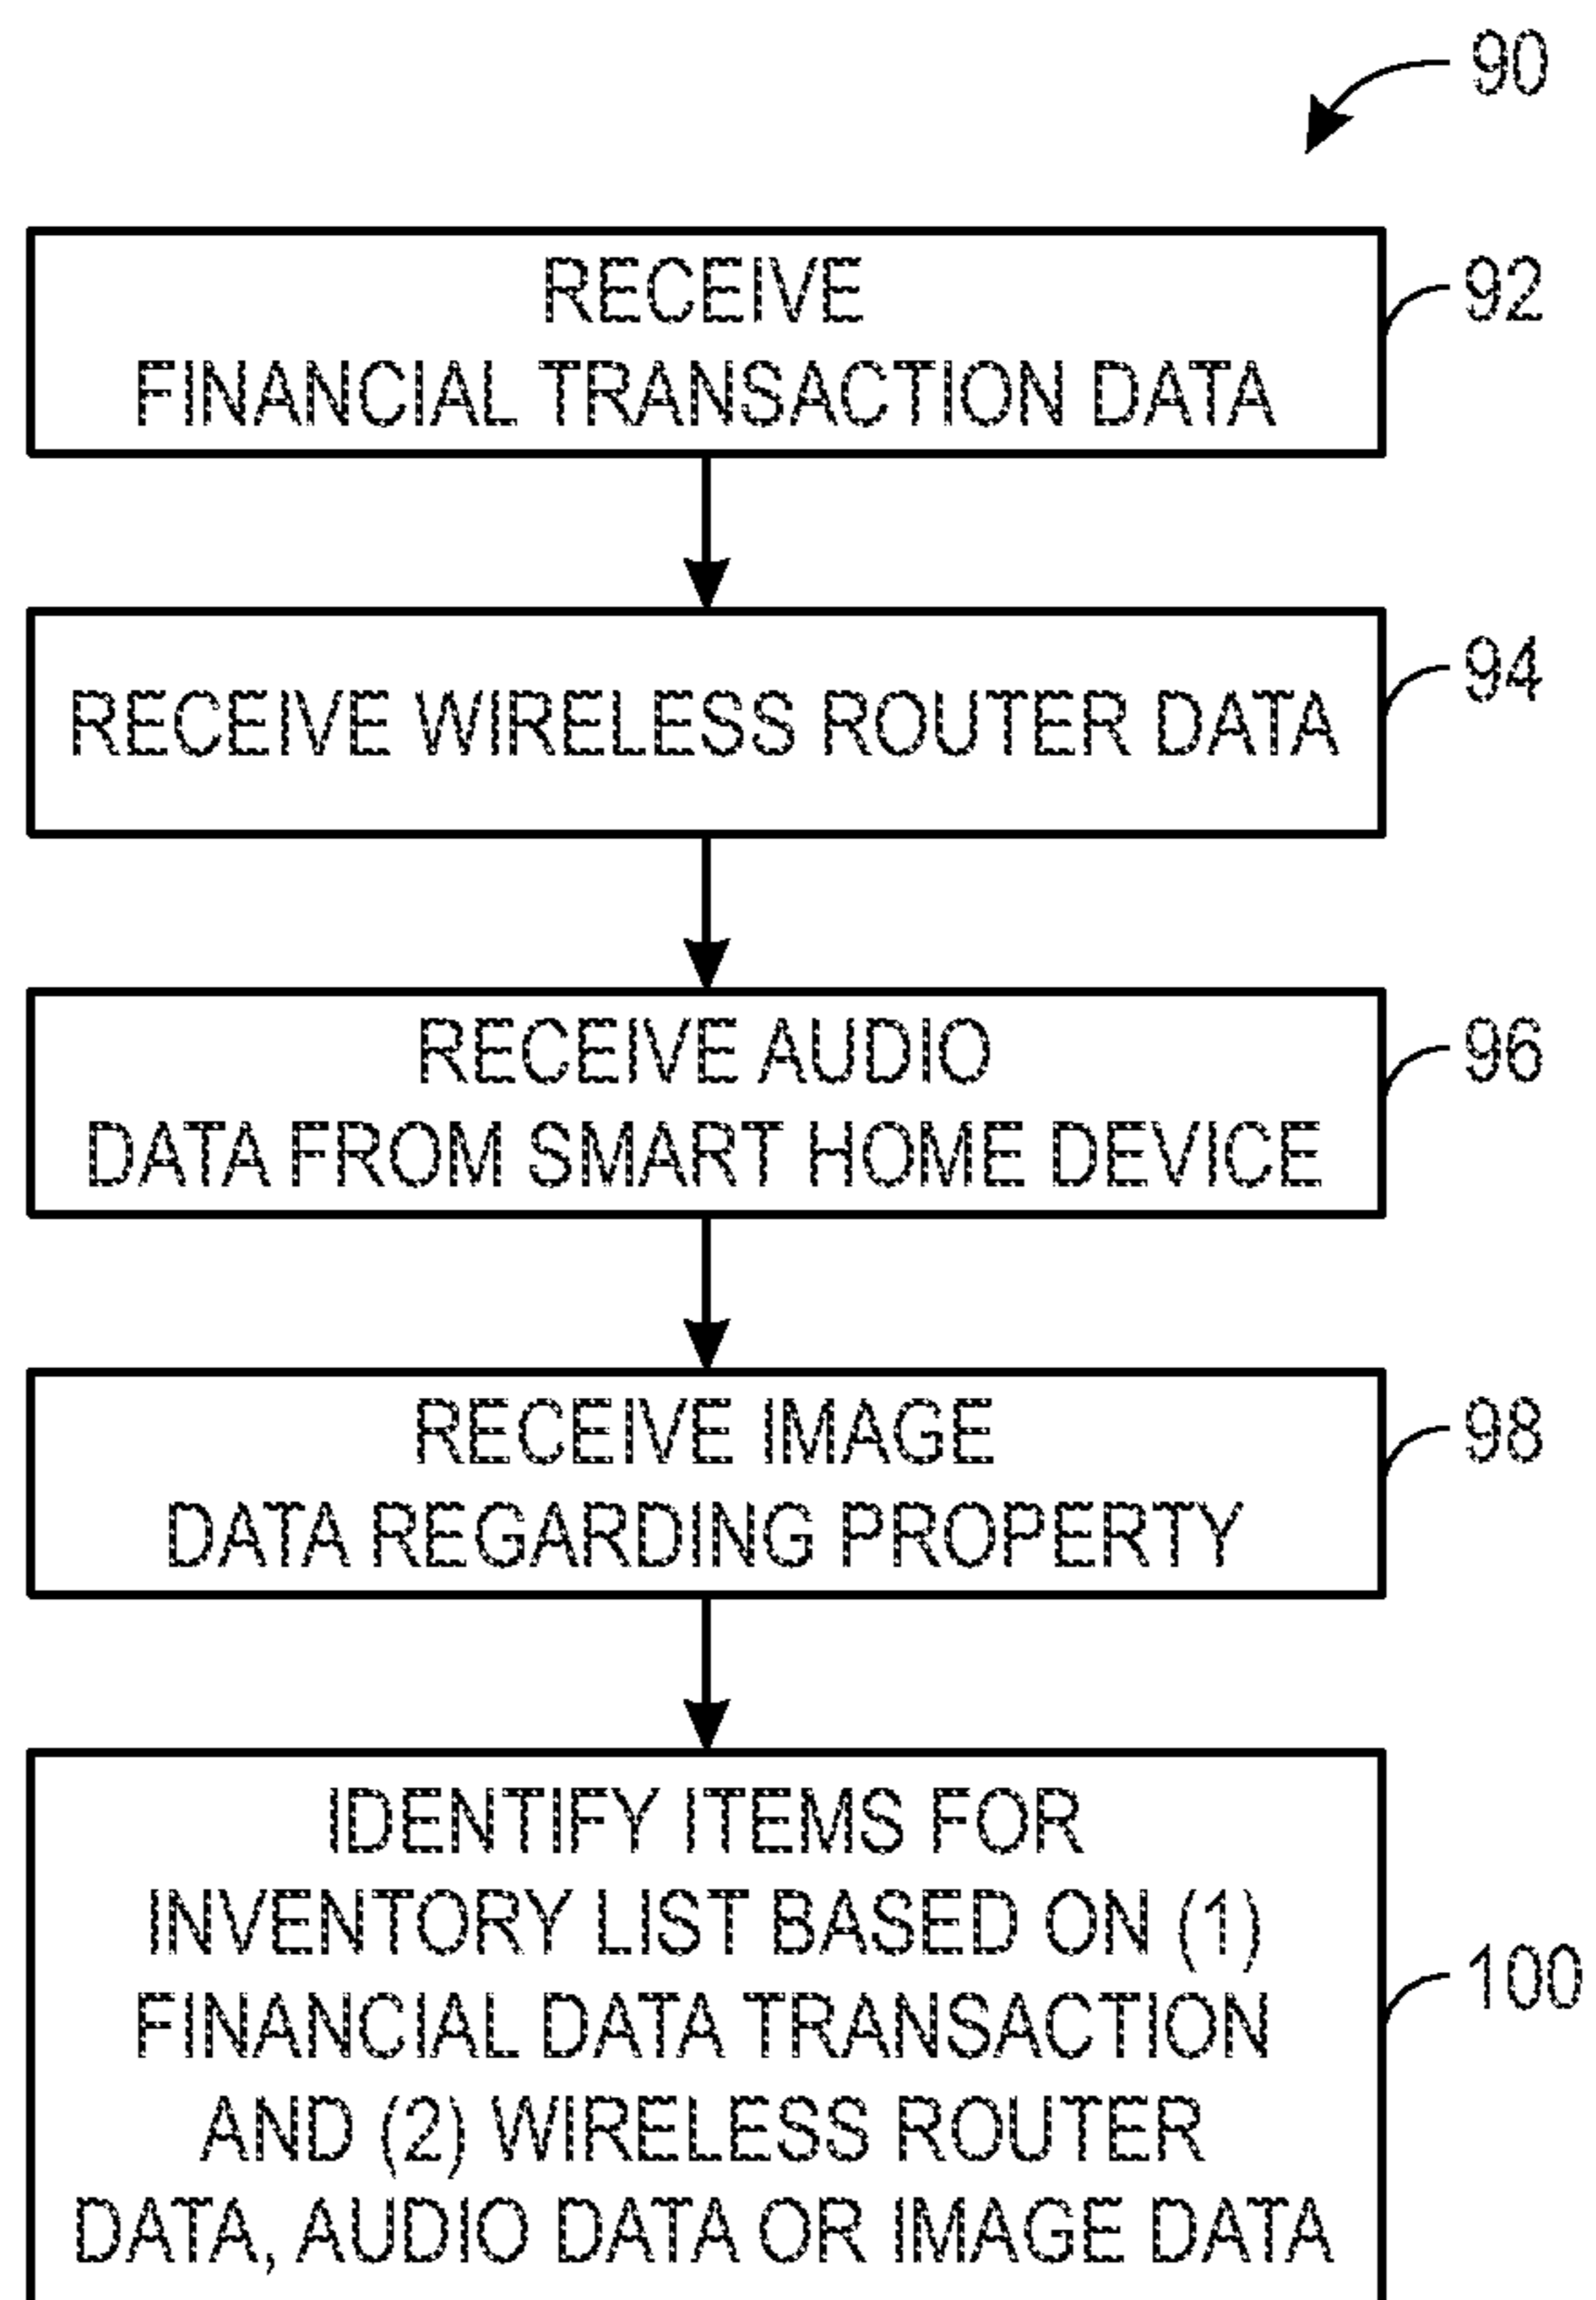 90
RECEIVE
FINANCIAL TRANSACTION DATA
92
RECEIVE WIRELESS ROUTER DATA
94
RECEIVE AUDIO
DATA FROM SMART HOME DEVICE
96
RECEIVE IMAGE
DATA REGARDING PROPERTY
98
IDENTIFY ITEMS FOR
INVENTORY LIST BASED ON (1)
FINANCIAL DATA TRANSACTION
AND (2) WIRELESS ROUTER
DATA, AUDIO DATA OR IMAGE DATA
100